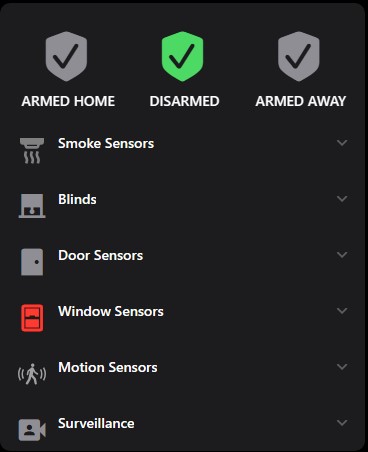 ARMED HOME DISARMED ARMED AWAY
Smoke Sensors
Blinds
Door Sensors
Window Sensors
Motion Sensors
Surveillance